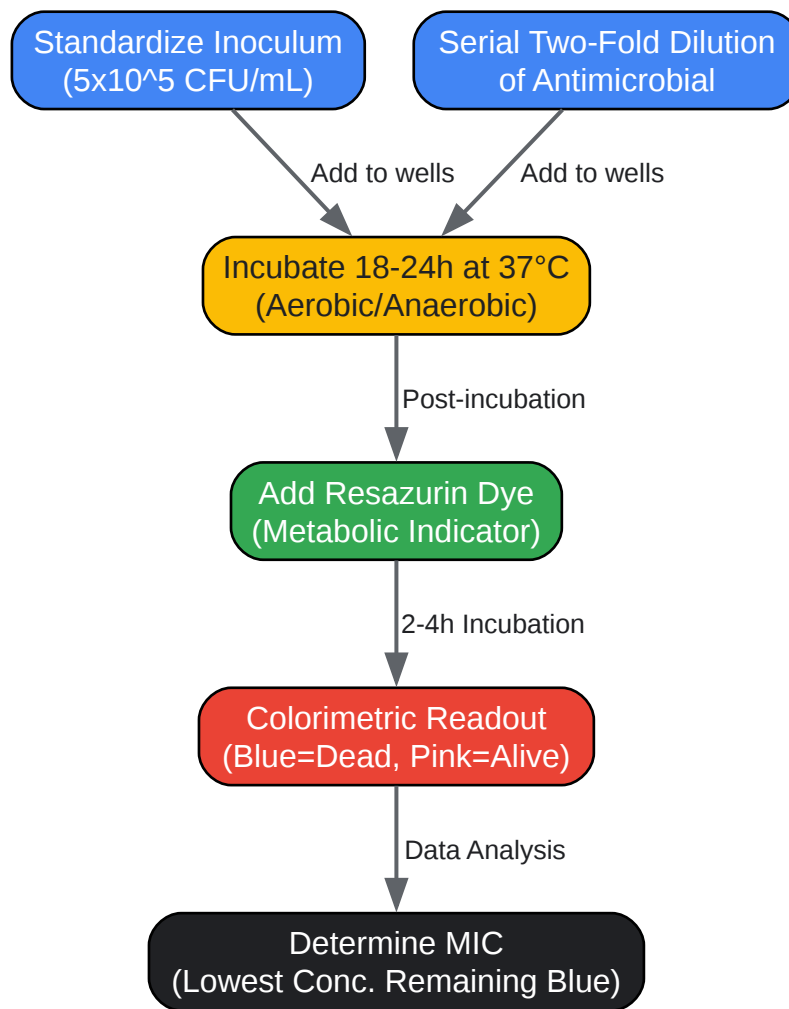 Standardize Inoculum
(5x10^5 CFU/mL)
Serial Two-Fold Dilution
of Antimicrobial
Add to wells
Add to wells
Incubate 18-24h at 37°C
(Aerobic/Anaerobic)
Post-incubation
Add Resazurin Dye
(Metabolic Indicator)
2-4h Incubation
Colorimetric Readout
(Blue=Dead, Pink=Alive)
Data Analysis
Determine MIC
(Lowest Conc. Remaining Blue)